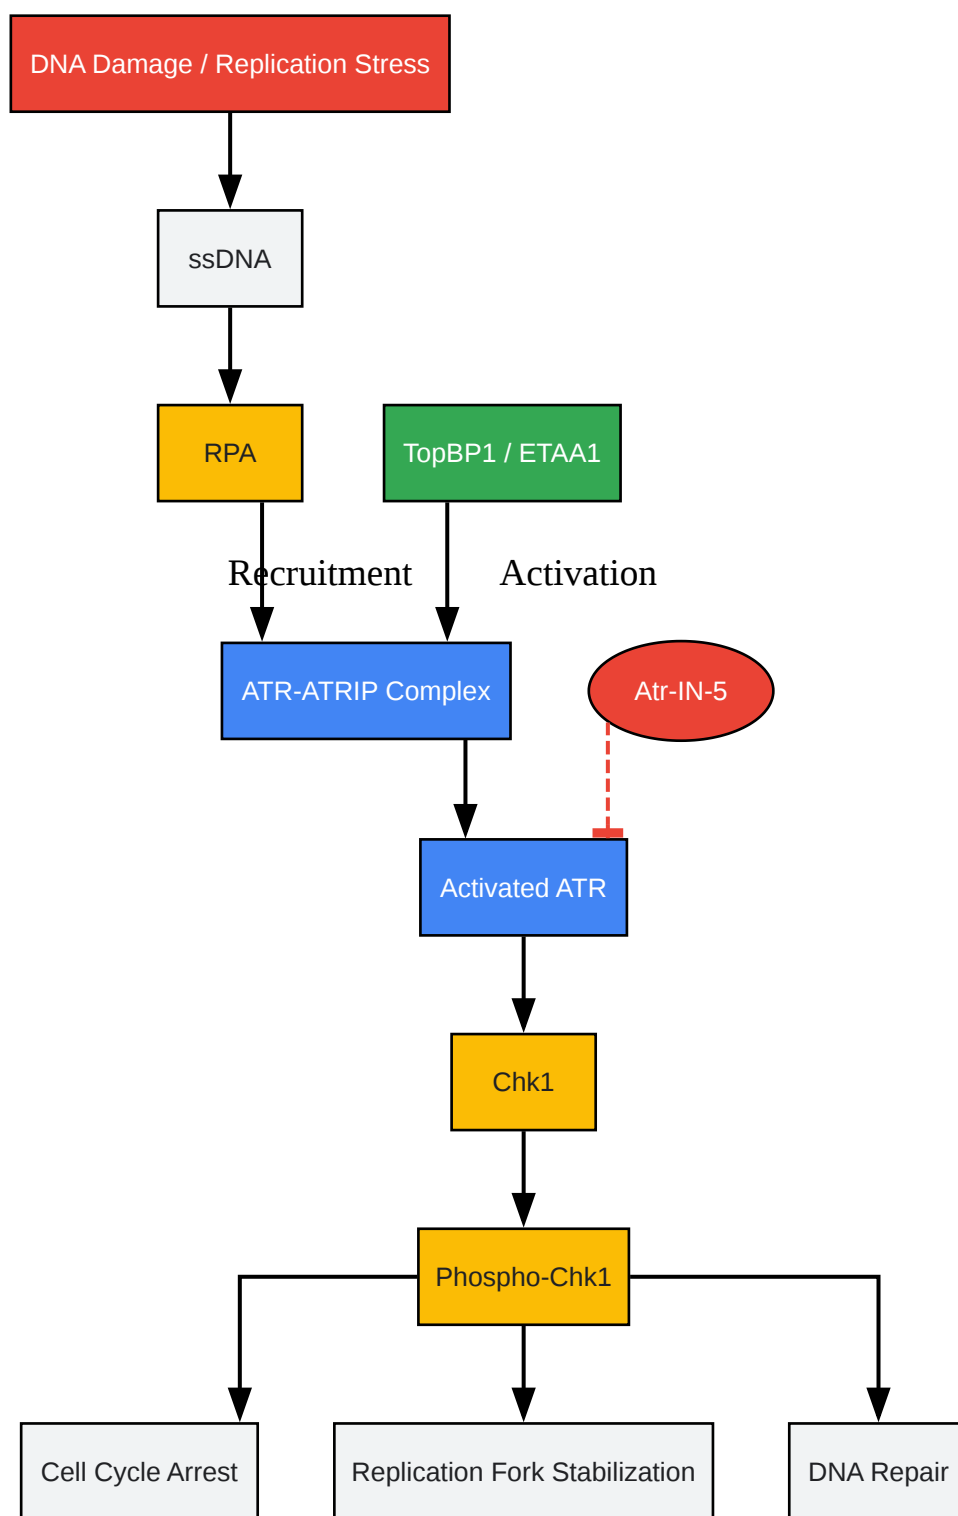 DNA Damage / Replication Stress
ssDNA
RPA
TopBP1 / ETAA1
Recruitment
Activation
ATR-ATRIP Complex
Atr-IN-5
Activated ATR
Chk1
Phospho-Chk1
Cell Cycle Arrest
Replication Fork Stabilization
DNA Repair